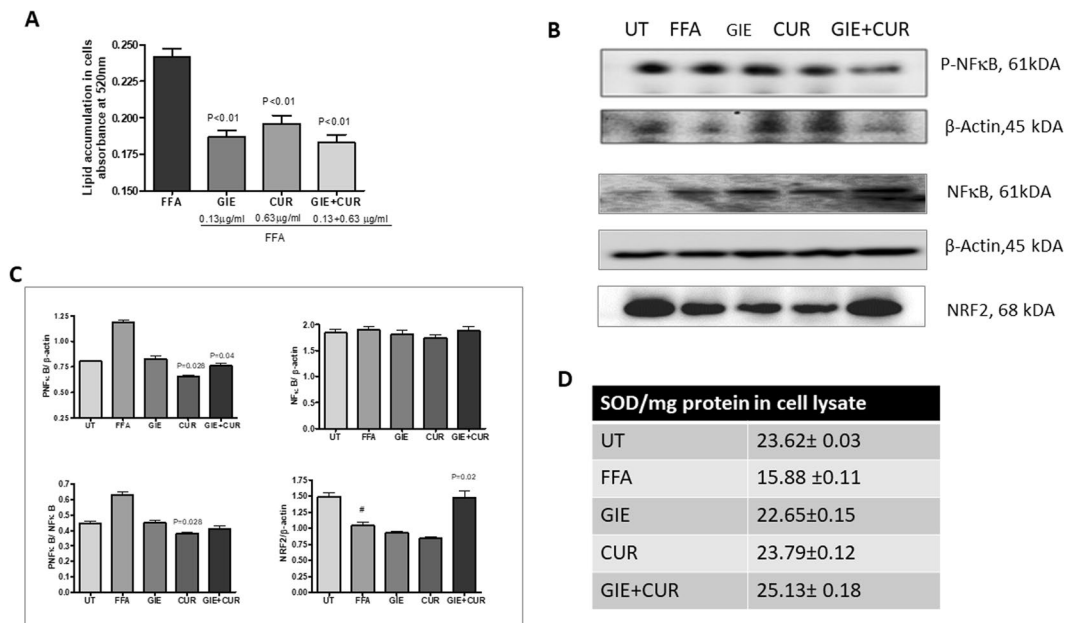 A
Lipid accumulation in cells
absorbance at 520nm
0.250
0.225
0.200
0.175
0.150
P<0.01
P<0.01
P<0.01
FFA GIE CUR GIE+CUR
0.13µg/ml 0.63µg/ml 0.13+0.63 µg/ml
FFA
B
UT FFA GIE CUR GIE+CUR
P-NFκB, 61kDA
β-Actin,45 kDA
NFκB, 61kDA
β-Actin,45 kDA
NRF2, 68 kDA
C
PNFκ B/ β-actin
1.25
1.00
0.75
0.50
0.25
P=0.028
P=0.04
UT FFA GIE CUR GIE+CUR
NFκ B/ β-actin
2.0
1.5
1.0
0.5
0.0
UT FFA GIE CUR GIE+CUR
PNFκ B/ NFκ B
0.7
0.6
0.5
0.4
0.3
0.2
0.1
0.0
P=0.028
UT FFA GIE CUR GIE+CUR
NRF2/β-actin
1.75
1.50
1.25
1.00
0.75
0.50
0.25
0.00
#
P=0.02
UT FFA GIE CUR GIE+CUR
D
SOD/mg protein in cell lysate
UT 23.62± 0.03
FFA 15.88 ±0.11
GIE 22.65±0.15
CUR 23.79±0.12
GIE+CUR 25.13± 0.18